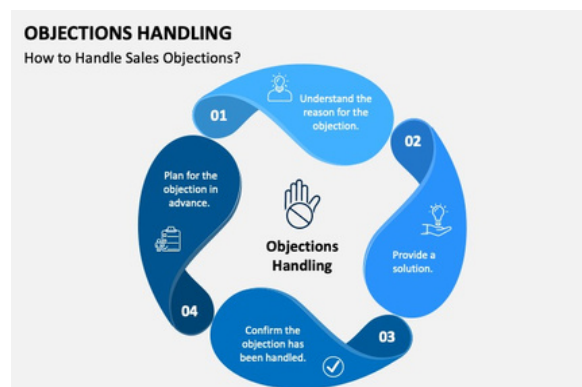 OBJECTIONS HANDLING
How to Handle Sales Objections?
01
Understand the
reason for the
objection.
02
Provide a
solution.
03
Confirm the
objection has
been handled.
04
Plan for the
objection in
advance.
Objections
Handling